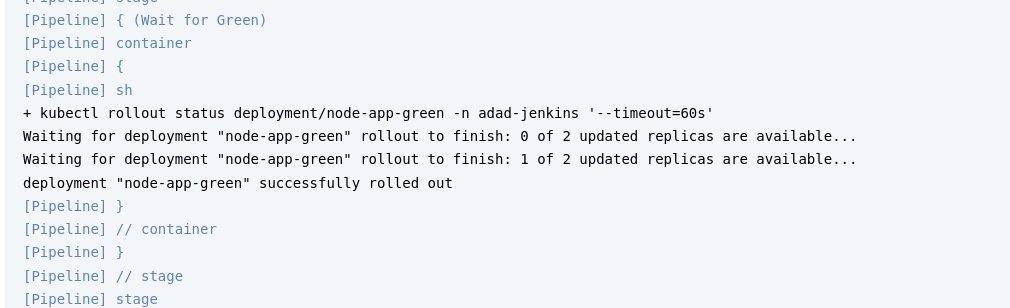 [Pipeline] stage
[Pipeline] { (Wait for Green)
[Pipeline] container
[Pipeline] {
[Pipeline] sh
+ kubectl rollout status deployment/node-app-green -n adad-jenkins '--timeout=60s'
Waiting for deployment "node-app-green" rollout to finish: 0 of 2 updated replicas are available...
Waiting for deployment "node-app-green" rollout to finish: 1 of 2 updated replicas are available...
deployment "node-app-green" successfully rolled out
[Pipeline] }
[Pipeline] // container
[Pipeline] }
[Pipeline] // stage
[Pipeline] stage